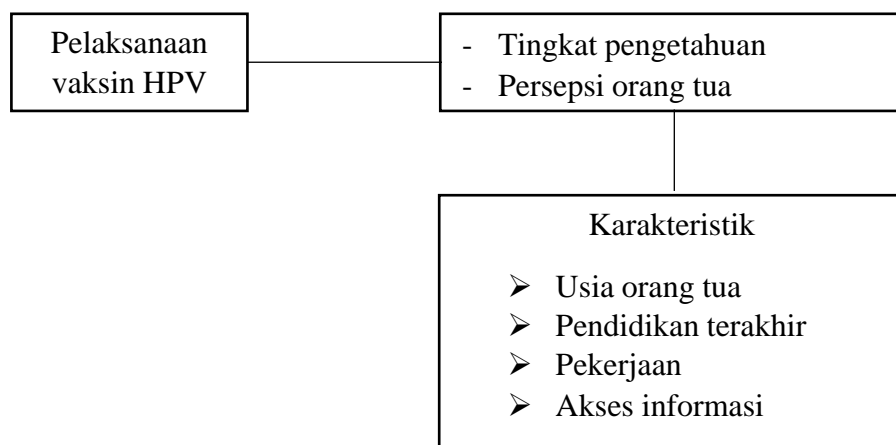 Pelaksanaan
vaksin HPV
- Tingkat pengetahuan
- Persepsi orang tua
Karakteristik
➢ Usia orang tua
➢ Pendidikan terakhir
➢ Pekerjaan
➢ Akses informasi